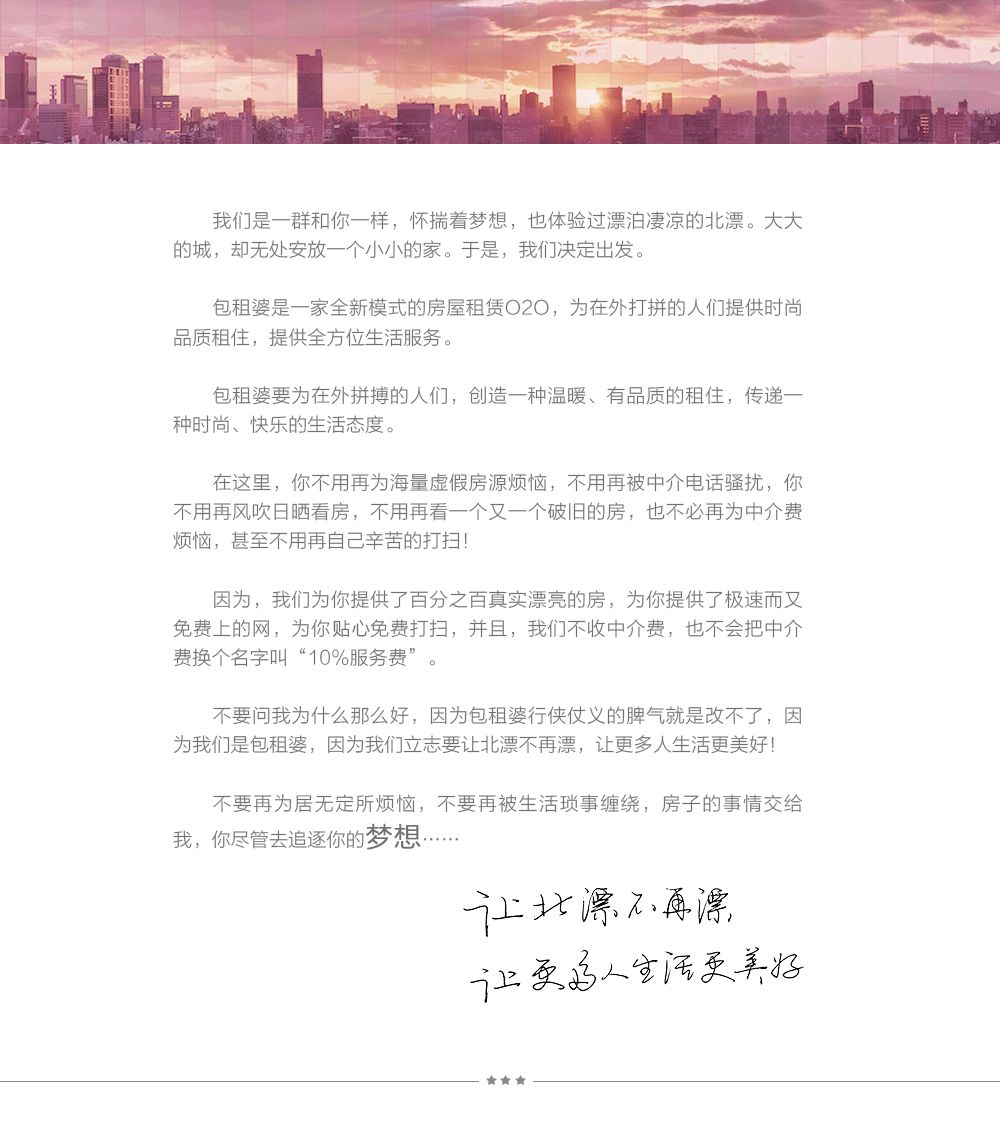 我们是一群和你一样，怀揣着梦想，也体验过漂泊凄凉的北漂。大大
的城，却无处安放一个小小的家。于是，我们决定出发。
包租婆是一家全新模式的房屋租赁O2O，为在外打拼的人们提供时尚
品质租住，提供全方位生活服务。
包租婆要为在外拼搏的人们，创造一种温暖、有品质的租住，传递一
种时尚、快乐的生活态度。
在这里，你不用再为海量虚假房源烦恼，不用再被中介电话骚扰，你
不用再风吹日晒看房，不用再看一个又一个破旧的房，也不必再为中介费
烦恼，甚至不用再自己辛苦的打扫！
因为，我们为你提供了百分之百真实漂亮的房，为你提供了极速而又
免费上的网，为你贴心免费打扫，并且，我们不收中介费，也不会把中介
费换个名字叫“10%服务费”。
不要问我为什么那么好，因为包租婆行侠仗义的脾气就是改不了，因
为我们是包租婆，因为我们立志要让北漂不再漂，让更多人生活更美好！
不要再为居无定所烦恼，不要再被生活琐事缠绕，房子的事情交给
我，你尽管去追逐你的梦想……
让北漂不再漂，
让更多人生活更美好